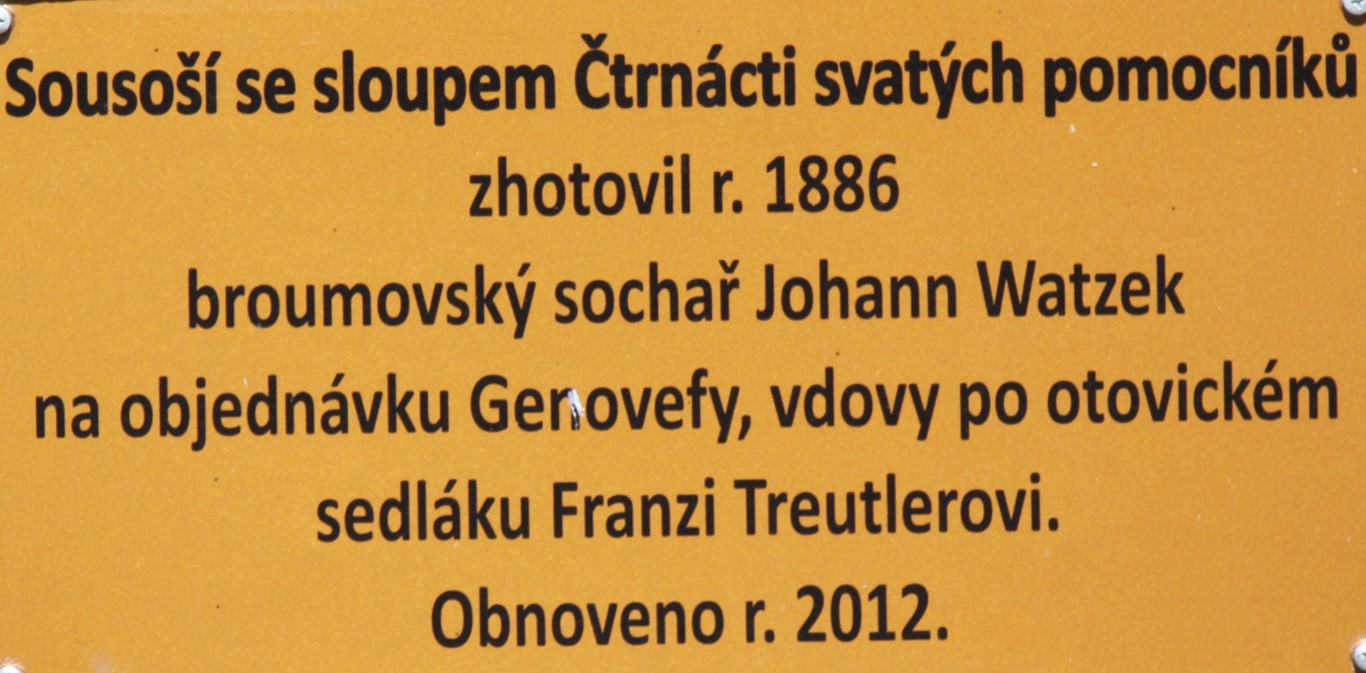 Sousoší se sloupem Čtrnácti svatých pomocníků
zhotovil r. 1886
broumovský sochař Johann Watzek
na objednávku Genovefy, vdovy po otovickém
sedláku Franzi Treutlerovi.
Obnoveno r. 2012.